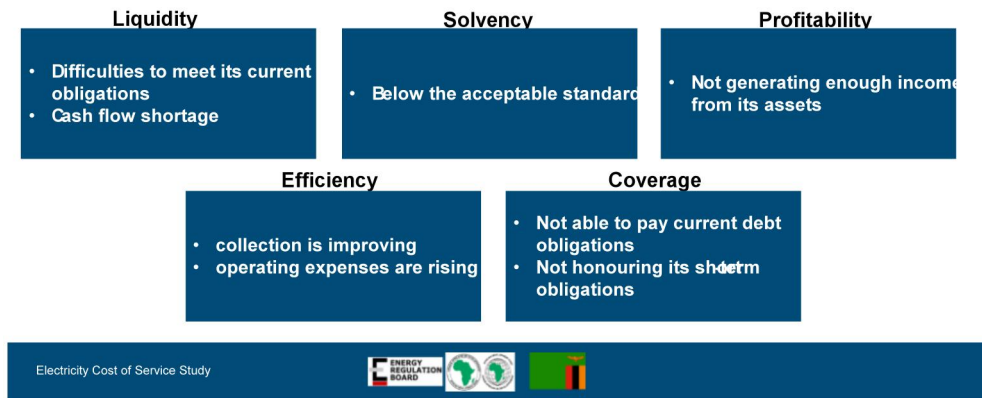 Liquidity
Solvency
Profitability
• Difficulties to meet its current
obligations
• Cash flow shortage
• Below the acceptable standard
• Not generating enough income
from its assets
Efficiency
Coverage
• collection is improving
• operating expenses are rising
• Not able to pay current debt
obligations
• Not honouring its short-term
obligations
Electricity Cost of Service Study
ENERGY
REGULATION
BOARD